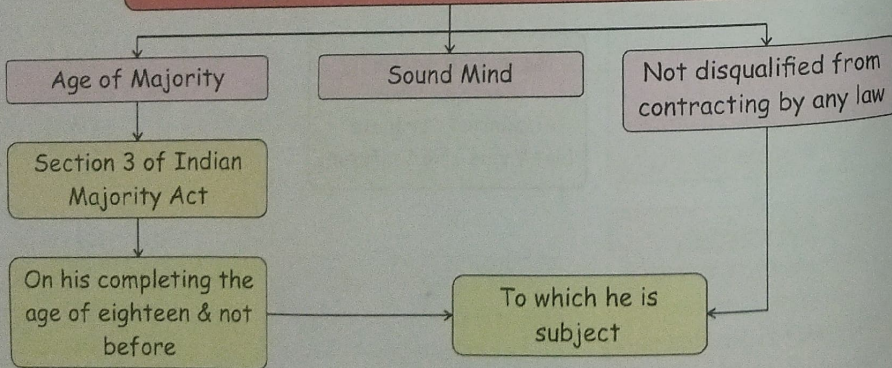 Age of Majority
Sound Mind
Not disqualified from
contracting by any law
Section 3 of Indian
Majority Act
On his completing the
age of eighteen & not
before
To which he is
subject